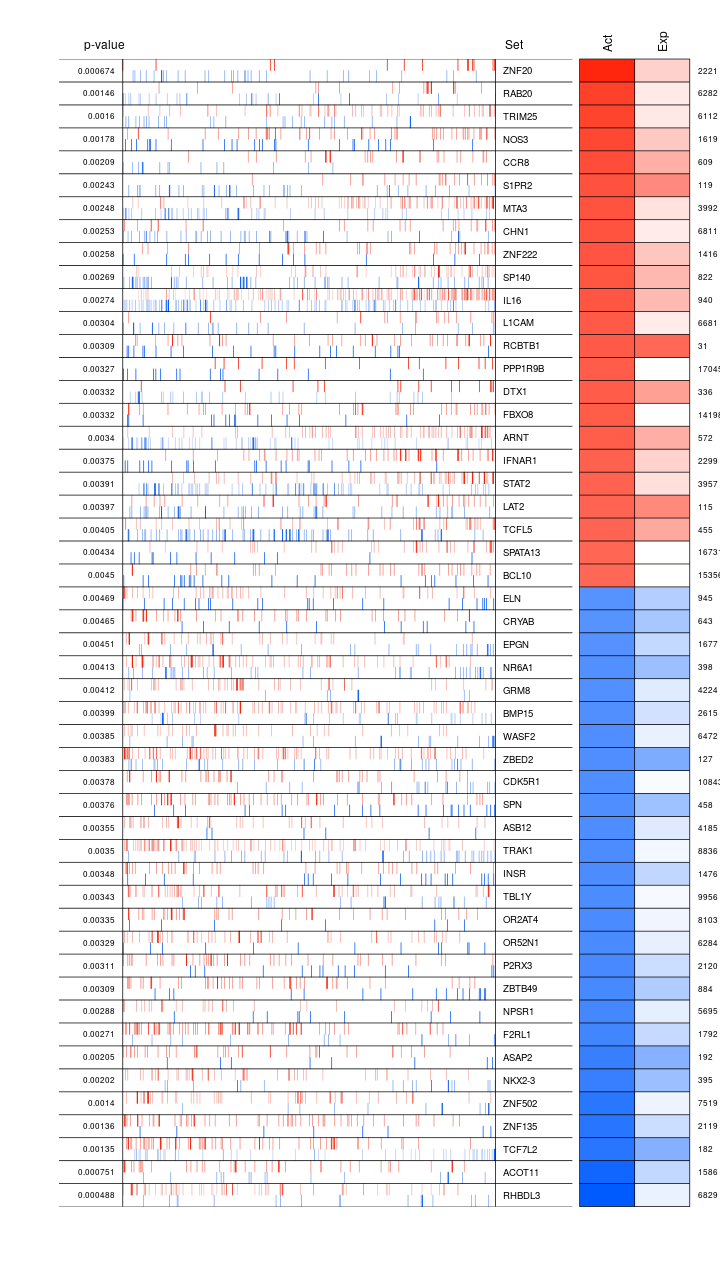 p-value Set Act Exp
0.000674 ZNF20 2221
0.00146 RAB20 6282
0.0016 TRIM25 6112
0.00178 NOS3 1619
0.00209 CCR8 609
0.00243 S1PR2 119
0.00248 MTA3 3992
0.00253 CHN1 6811
0.00258 ZNF222 1416
0.00269 SP140 822
0.00274 IL16 940
0.00304 L1CAM 6681
0.00309 RCBTB1 31
0.00327 PPP1R9B 17045
0.00332 DTX1 336
0.00332 FBXO8 14198
0.0034 ARNT 572
0.00375 IFNAR1 2299
0.00391 STAT2 3957
0.00397 LAT2 115
0.00405 TCFL5 455
0.00434 SPATA13 16731
0.0045 BCL10 15356
0.00469 ELN 945
0.00465 CRYAB 643
0.00451 EPGN 1677
0.00413 NR6A1 398
0.00412 GRM8 4224
0.00399 BMP15 2615
0.00385 WASF2 6472
0.00383 ZBED2 127
0.00378 CDK5R1 10843
0.00376 SPN 458
0.00355 ASB12 4185
0.0035 TRAK1 8836
0.00348 INSR 1476
0.00343 TBL1Y 9956
0.00335 OR2AT4 8103
0.00329 OR52N1 6284
0.00311 P2RX3 2120
0.00309 ZBTB49 884
0.00288 NPSR1 5695
0.00271 F2RL1 1792
0.00205 ASAP2 192
0.00202 NKX2-3 395
0.0014 ZNF502 7519
0.00136 ZNF135 2119
0.00135 TCF7L2 182
0.000751 ACOT11 1586
0.000488 RHBDL3 6829